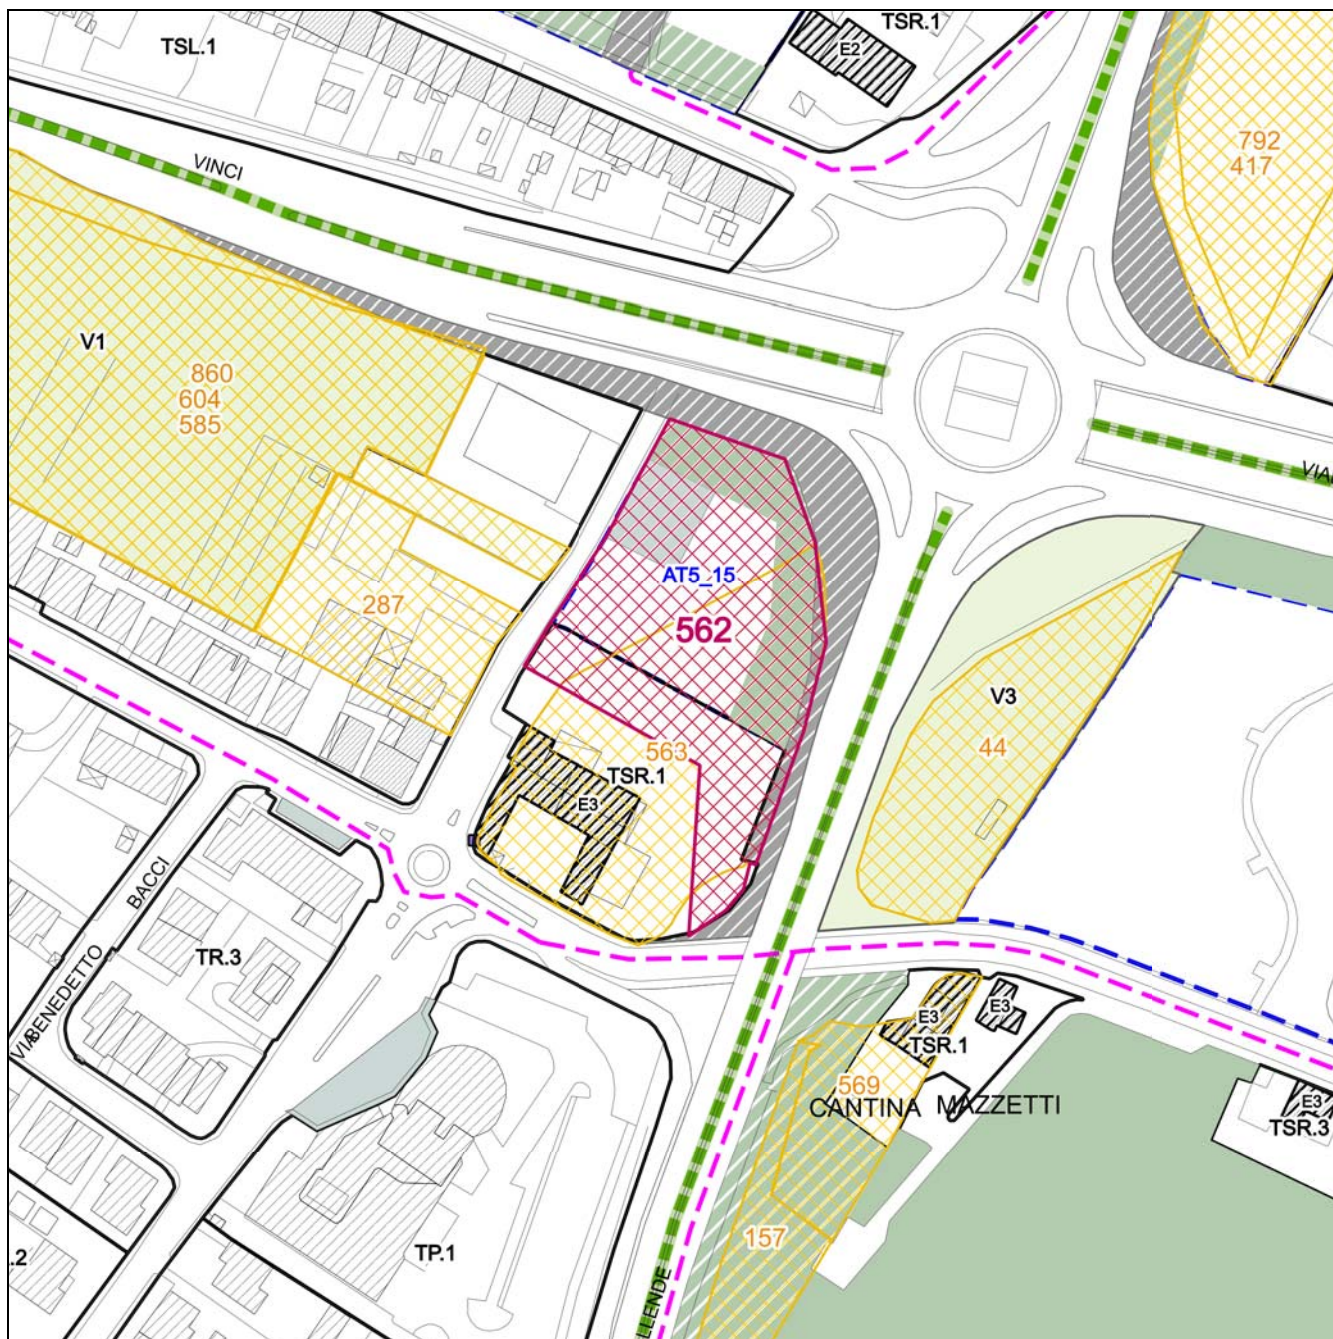 TSL.1
TSR.1
E2
792
417
VINCI
V1
860
604
585
VIAL
AT5_15
562
287
V3
44
563
TSR.1
E3
BACCI
TR.3
BENEDETTO
VIA
E3
E3
TSR.1
569
CANTINA MAZZETTI
E3
TSR.3
157
TP.1
.2
LLENDE